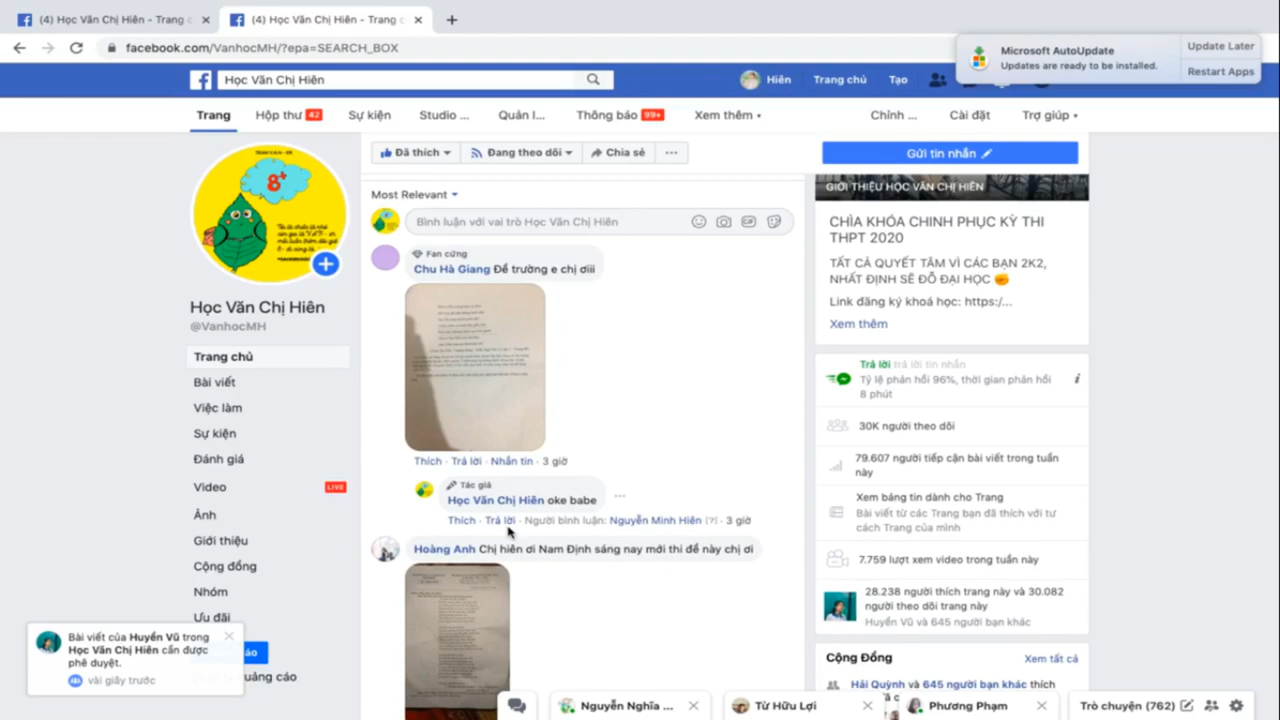 (4) Học Văn Chị Hiên - Trang c
(4) Học Văn Chị Hiên - Trang c
facebook.com/VanhocMH/?epa=SEARCH_BOX
Microsoft AutoUpdate
Updates are ready to be installed.
Update Later
Restart Apps
Học Văn Chị Hiên
Hiên
Trang chủ
Tạo
Trang
Hộp thư 42
Sự kiện
Studio ...
Quản l...
Thông báo 99+
Xem thêm
Chỉnh ...
Cài đặt
Trợ giúp
8+
Học Văn Chị Hiên
@VanhocMH
Trang chủ
Bài viết
Việc làm
Sự kiện
Đánh giá
Video LIVE
Ảnh
Giới thiệu
Cộng đồng
Nhóm
Ưu đãi
Bài viết của Huyền Vũ trong
Học Văn Chị Hiên cần được
phê duyệt.
vài giây trước
Đã thích
Đang theo dõi
Chia sẻ
Most Relevant
Bình luận với vai trò Học Văn Chị Hiên
GIF
Fan cứng
Chu Hà Giang Đề trường e chị ơiii
Thích · Trả lời · Nhắn tin · 3 giờ
Tác giả
Học Văn Chị Hiên oke babe
Thích · Trả lời · Người bình luận: Nguyễn Minh Hiên [?] · 3 giờ
Hoàng Anh Chị hiên ơi Nam Định sáng nay mới thi đề này chị ơi
Gửi tin nhắn
GIỚI THIỆU HỌC VĂN CHỊ HIÊN
CHÌA KHÓA CHINH PHỤC KỲ THI
THPT 2020
TẤT CẢ QUYẾT TÂM VÌ CÁC BẠN 2K2,
NHẤT ĐỊNH SẼ ĐỖ ĐẠI HỌC
Link đăng ký khoá học: https:/...
Xem thêm
Trả lời trả lời tin nhắn
Tỷ lệ phản hồi 96%, thời gian phản hồi
8 phút
30K người theo dõi
79.607 người tiếp cận bài viết trong tuần
này
Xem bảng tin dành cho Trang
Bài viết từ các Trang bạn đã thích với tư
cách Trang của mình
7.759 lượt xem video trong tuần này
28.238 người thích trang này và 30.082
người theo dõi trang này
Huyền Vũ và 645 người bạn khác
Cộng Đồng
Xem tất cả
Hải Quỳnh và 645 người bạn khác thích
Nguyễn Nghĩa ...
Từ Hữu Lợi
Phương Phạm
Trò chuyện (762)